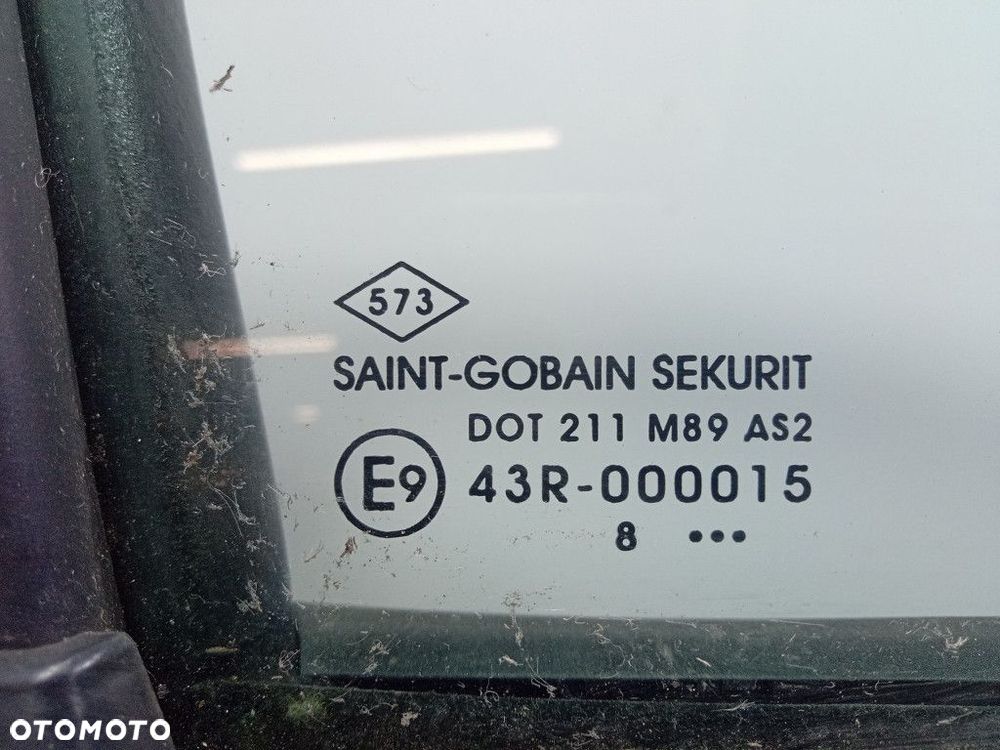 573
SAINT-GOBAIN SEKURIT
DOT 211 M89 AS2
E9 43R-000015
8 •••
OTOMOTO